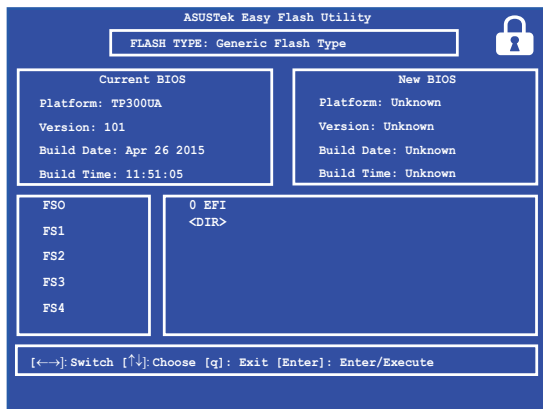 ASUSTek Easy Flash Utility
FLASH TYPE: Generic Flash Type
Current BIOS
Platform: TP300UA
Version: 101
Build Date: Apr 26 2015
Build Time: 11:51:05
New BIOS
Platform: Unknown
Version: Unknown
Build Date: Unknown
Build Time: Unknown
FSO
FS1
FS2
FS3
FS4
0 EFI
<DIR>
[←→]: Switch [↑↓]: Choose [q]: Exit [Enter]: Enter/Execute